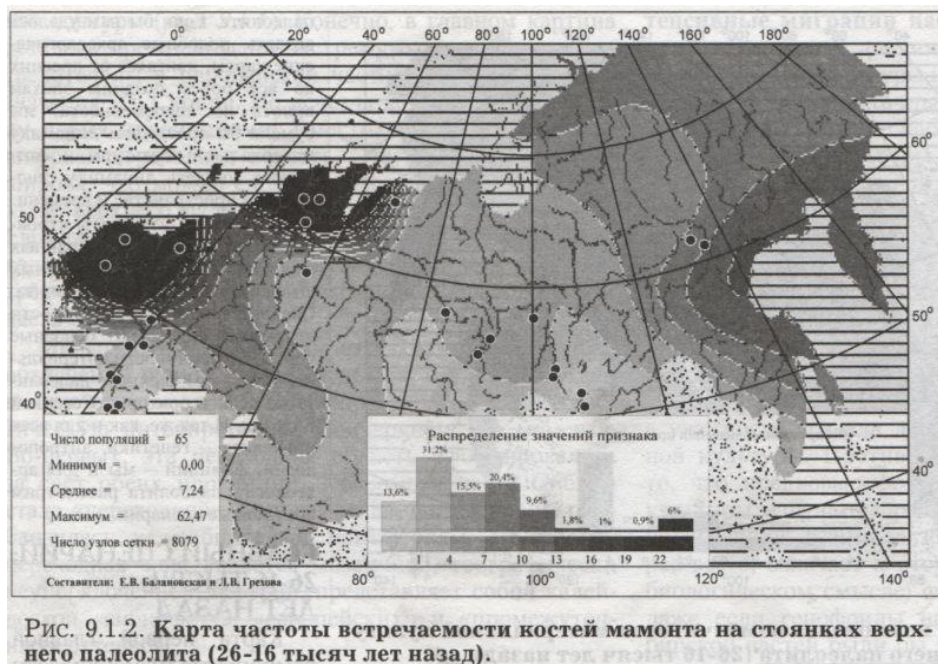 0° 20° 40° 60° 80° 100° 120° 140° 160° 180°
60°
50°
50°
40°
40°
Число популяций = 65
Минимум = 0,00
Среднее = 7,24
Максимум = 62,47
Число узлов сетки = 8079
Распределение значений признака
13,6% 31,2% 15,5% 20,4% 9,6% 1,8% 1% 0,9% 6%
1 4 7 10 13 16 19 22
Составители: Е.В. Балановская и Л.В. Грехова
80° 100° 120° 140°
Рис. 9.1.2. Карта частоты встречаемости костей мамонта на стоянках верх-
него палеолита (26-16 тысяч лет назад).